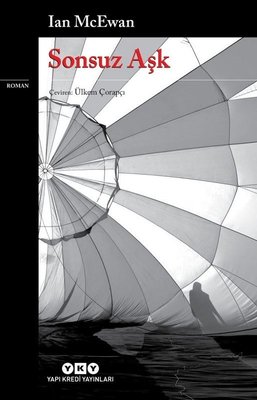 Ian McEwan
Sonsuz Aşk
ROMAN
Çeviren: Ülkem Çorapçı
YKY
YAPI KREDİ YAYINLARI